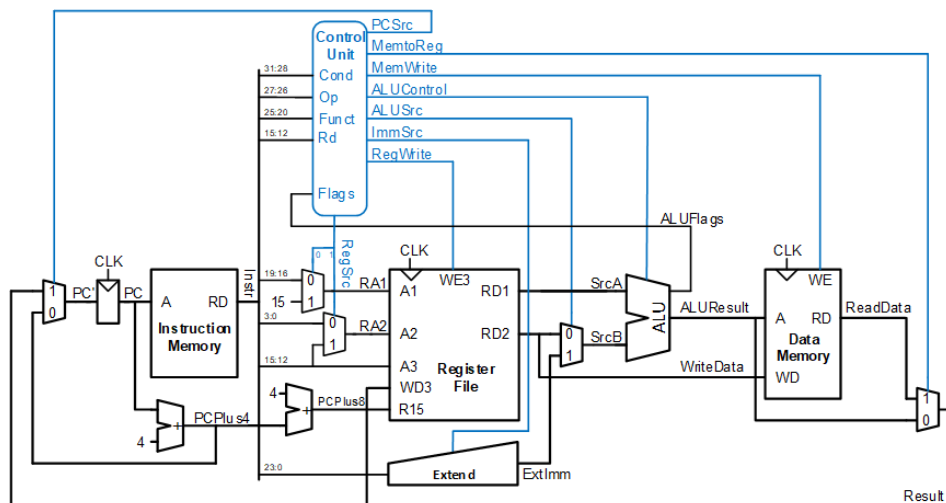 PCSrc
Control
Unit
MemtoReg
MemWrite
31:28
Cond
27:26
Op
ALUControl
25:20
Funct
ALUSrc
15:12
Rd
ImmSrc
RegWrite
Flags
ALUFlags
0 1
RegSrc
CLK
CLK
CLK
Instr
19:16
0
RA1
A1
WE3
RD1
SrcA
WE
1
PC'
PC
A
RD
15
1
ALU
ALUResult
A
RD
ReadData
0
Instruction
Memory
3:0
0
RA2
A2
RD2
0
SrcB
Data
Memory
1
1
15:12
A3
Register
File
WriteData
WD
WD3
4
+
PCPlus8
R15
1
0
4
+
PCPlus4
23:0
Extend
ExtImm
Result